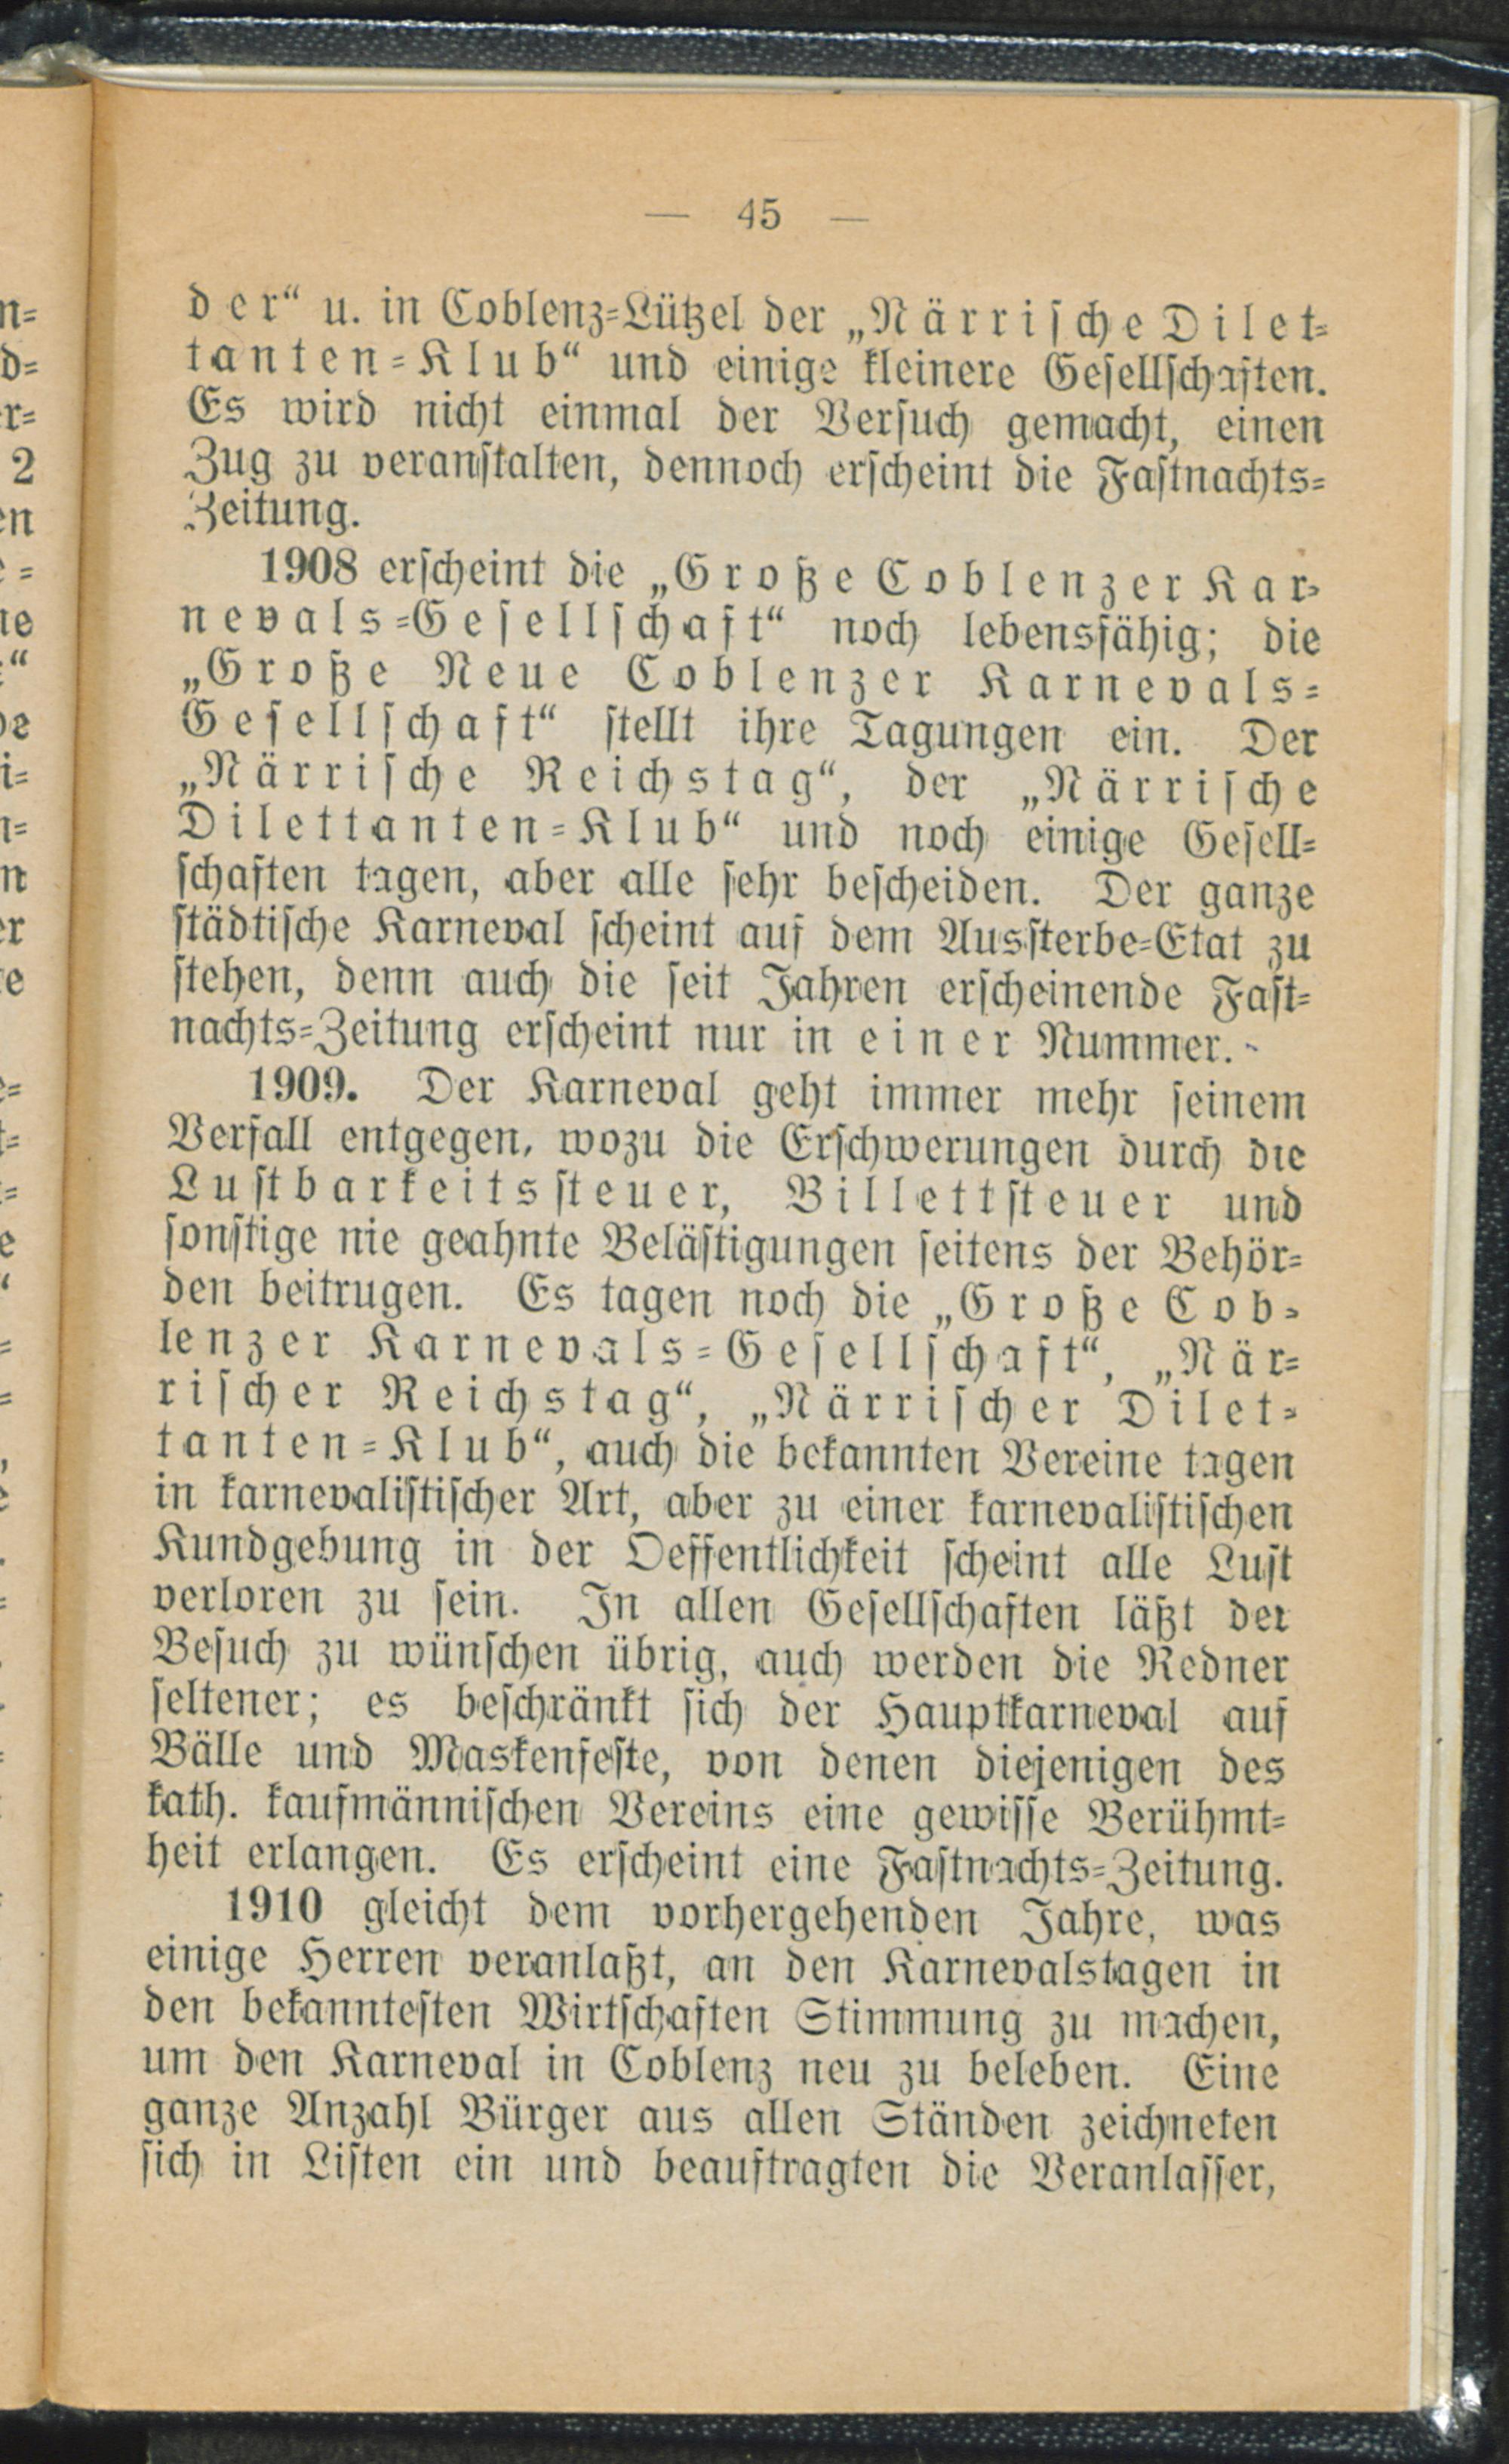 — 45 —
der“ u. in Coblenz-Lützel der „Närrische Dilet-
tanten-Klub“ und einige kleinere Gesellschaften.
Es wird nicht einmal der Versuch gemacht, einen
Zug zu veranstalten, dennoch erscheint die Fastnachts-
Zeitung.
1908 erscheint die „Große Coblenzer Kar-
nevals-Gesellschaft“ noch lebensfähig; die
„Große Neue Coblenzer Karnevals-
Gesellschaft“ stellt ihre Tagungen ein. Der
„Närrische Reichstag“, der „Närrische
Dilettanten-Klub“ und noch einige Gesell-
schaften tagen, aber alle sehr bescheiden. Der ganze
städtische Karneval scheint auf dem Aussterbe-Etat zu
stehen, denn auch die seit Jahren erscheinende Fast-
nachts-Zeitung erscheint nur in einer Nummer.
1909. Der Karneval geht immer mehr seinem
Verfall entgegen, wozu die Erschwerungen durch die
Lustbarkeitssteuer, Billettsteuer und
sonstige nie geahnte Belästigungen seitens der Behör-
den beitrugen. Es tagen noch die „Große Cob-
lenzer Karnevals-Gesellschaft“, „När-
rischer Reichstag“, „Närrischer Dilet-
tanten-Klub“, auch die bekannten Vereine tagen
in karnevalistischer Art, aber zu einer karnevalistischen
Kundgebung in der Oeffentlichkeit scheint alle Lust
verloren zu sein. In allen Gesellschaften läßt der
Besuch zu wünschen übrig, auch werden die Redner
seltener; es beschränkt sich der Hauptkarneval auf
Bälle und Maskenfeste, von denen diejenigen des
kath. kaufmännischen Vereins eine gewisse Berühmt-
heit erlangen. Es erscheint eine Fastnachts-Zeitung.
1910 gleicht dem vorhergehenden Jahre, was
einige Herren veranlaßt, an den Karnevalstagen in
den bekanntesten Wirtschaften Stimmung zu machen,
um den Karneval in Coblenz neu zu beleben. Eine
ganze Anzahl Bürger aus allen Ständen zeichneten
sich in Listen ein und beauftragten die Veranlasser,